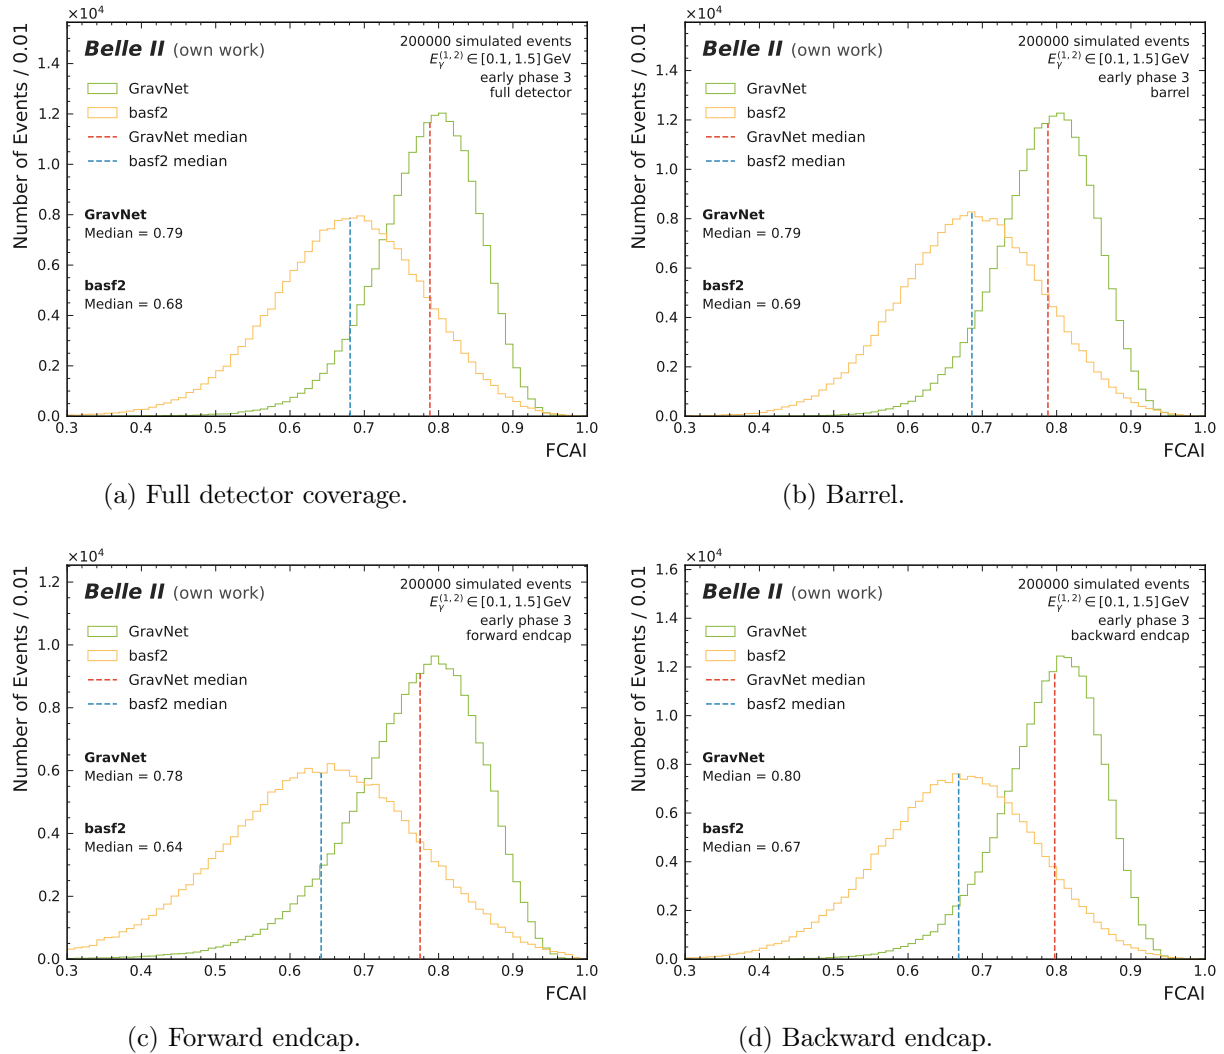 ×10⁴
Number of Events / 0.01
Belle II (own work)
200000 simulated events
E_γ^(1, 2) ∈ [0.1, 1.5] GeV
early phase 3
full detector
GravNet
basf2
GravNet median
basf2 median
GravNet
Median = 0.79
basf2
Median = 0.68
1.4
1.2
1.0
0.8
0.6
0.4
0.2
0.0
0.3 0.4 0.5 0.6 0.7 0.8 0.9 1.0
FCAI
(a) Full detector coverage.
×10⁴
Number of Events / 0.01
Belle II (own work)
200000 simulated events
E_γ^(1, 2) ∈ [0.1, 1.5] GeV
early phase 3
barrel
GravNet
basf2
GravNet median
basf2 median
GravNet
Median = 0.79
basf2
Median = 0.69
1.4
1.2
1.0
0.8
0.6
0.4
0.2
0.0
0.3 0.4 0.5 0.6 0.7 0.8 0.9 1.0
FCAI
(b) Barrel.
×10⁴
Number of Events / 0.01
Belle II (own work)
200000 simulated events
E_γ^(1, 2) ∈ [0.1, 1.5] GeV
early phase 3
forward endcap
GravNet
basf2
GravNet median
basf2 median
GravNet
Median = 0.78
basf2
Median = 0.64
1.2
1.0
0.8
0.6
0.4
0.2
0.0
0.3 0.4 0.5 0.6 0.7 0.8 0.9 1.0
FCAI
(c) Forward endcap.
×10⁴
Number of Events / 0.01
Belle II (own work)
200000 simulated events
E_γ^(1, 2) ∈ [0.1, 1.5] GeV
early phase 3
backward endcap
GravNet
basf2
GravNet median
basf2 median
GravNet
Median = 0.80
basf2
Median = 0.67
1.6
1.4
1.2
1.0
0.8
0.6
0.4
0.2
0.0
0.3 0.4 0.5 0.6 0.7 0.8 0.9 1.0
FCAI
(d) Backward endcap.